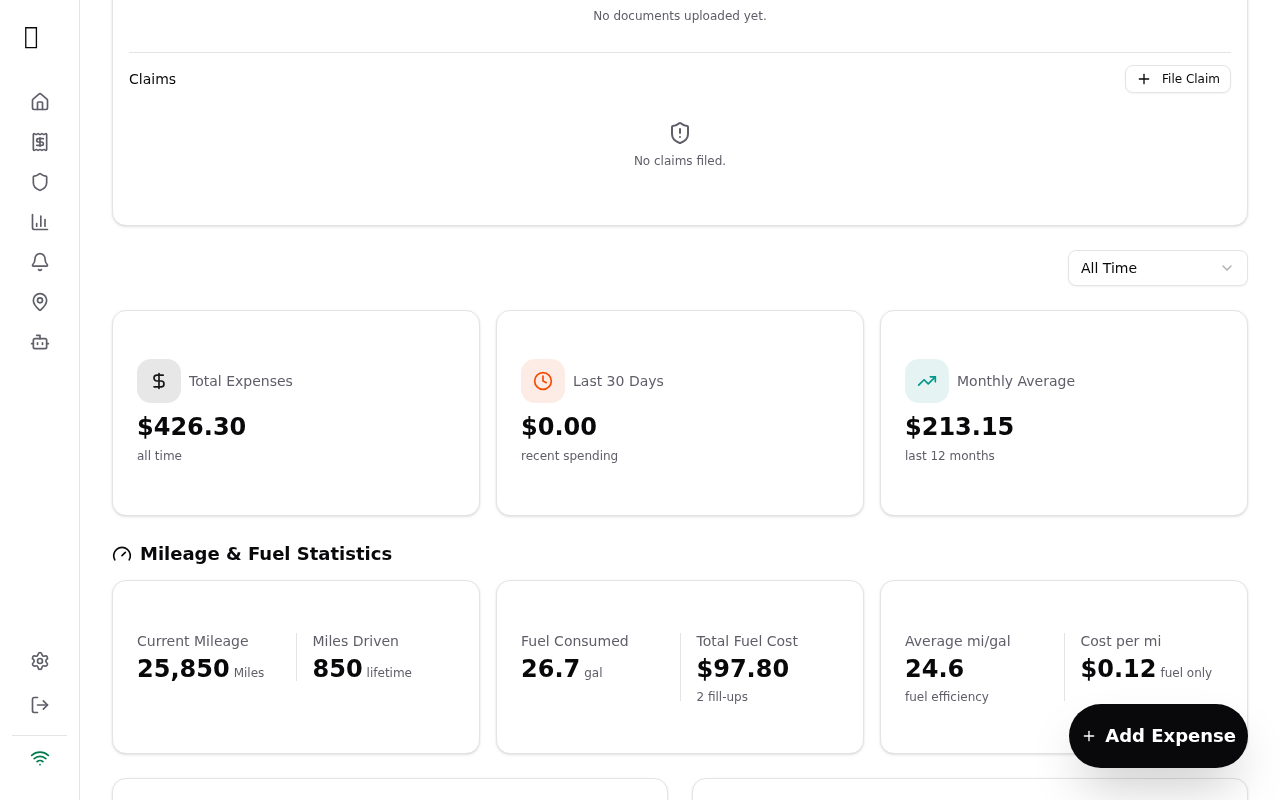 No documents uploaded yet.
Claims
File Claim
No claims filed.
All Time
Total Expenses
$426.30
all time
Last 30 Days
$0.00
recent spending
Monthly Average
$213.15
last 12 months
Mileage & Fuel Statistics
Current Mileage
25,850 Miles
Miles Driven
850 lifetime
Fuel Consumed
26.7 gal
Total Fuel Cost
$97.80
2 fill-ups
Average mi/gal
24.6
fuel efficiency
Cost per mi
$0.12 fuel only
Add Expense